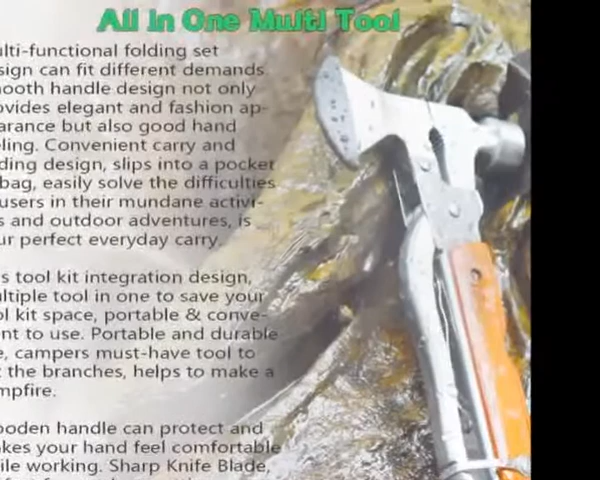 All In One Multi Tool
ulti-functional folding set
sign can fit different demands
nooth handle design not only
ovides elegant and fashion ap-
arance but also good hand
eling. Convenient carry and
ding design, slips into a pocket
bag, easily solve the difficulties
users in their mundane activi-
s and outdoor adventures, is
ur perfect everyday carry.
s tool kit integration design,
ultiple tool in one to save your
ol kit space, portable & conve-
ent to use. Portable and durable
e, campers must-have tool to
t the branches, helps to make a
mpfire.
ooden handle can protect and
akes your hand feel comfortable
ile working. Sharp Knife Blade,